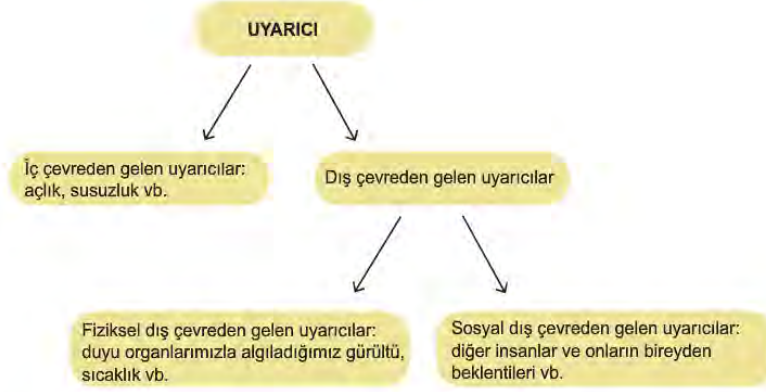 UYARICI
İç çevreden gelen uyarıcılar:
açlık, susuzluk vb.
Dış çevreden gelen uyarıcılar
Fiziksel dış çevreden gelen uyarıcılar:
duyu organlarımızla algıladığımız gürültü,
sıcaklık vb.
Sosyal dış çevreden gelen uyarıcılar:
diğer insanlar ve onların bireyden
beklentileri vb.